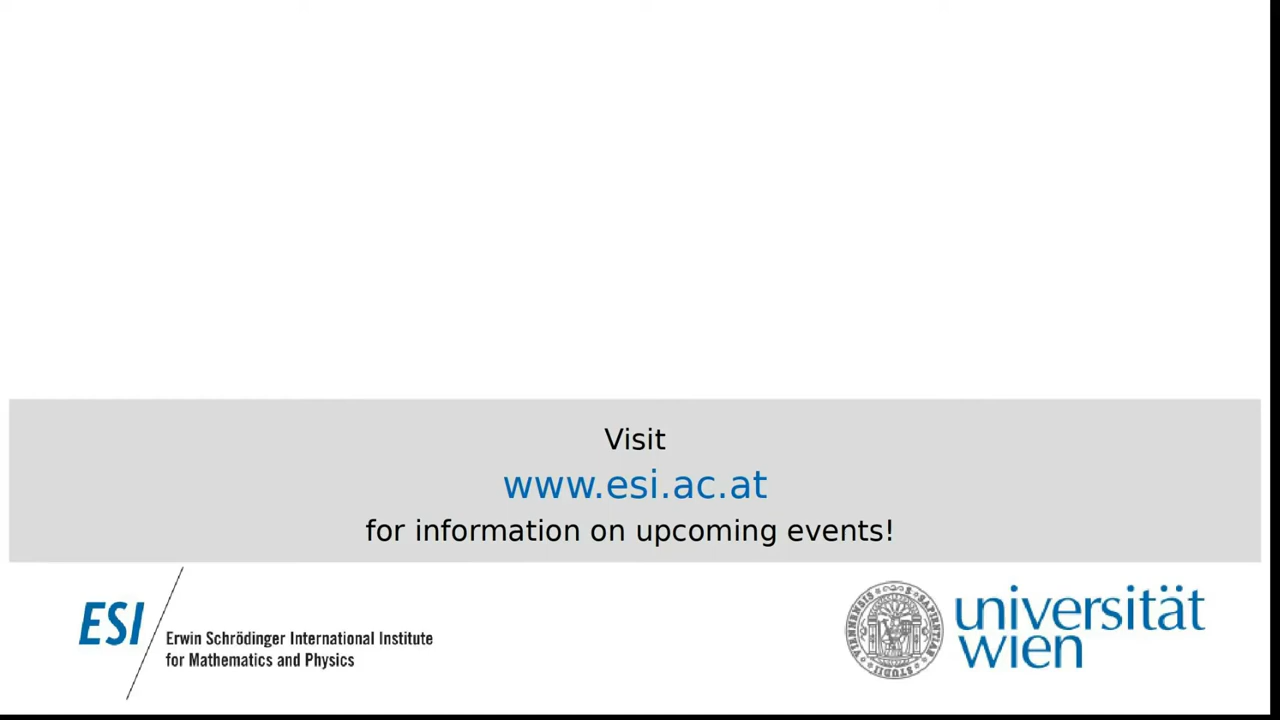 Visit
www.esi.ac.at
for information on upcoming events!
ESI
Erwin Schrödinger International Institute
for Mathematics and Physics
universität
wien